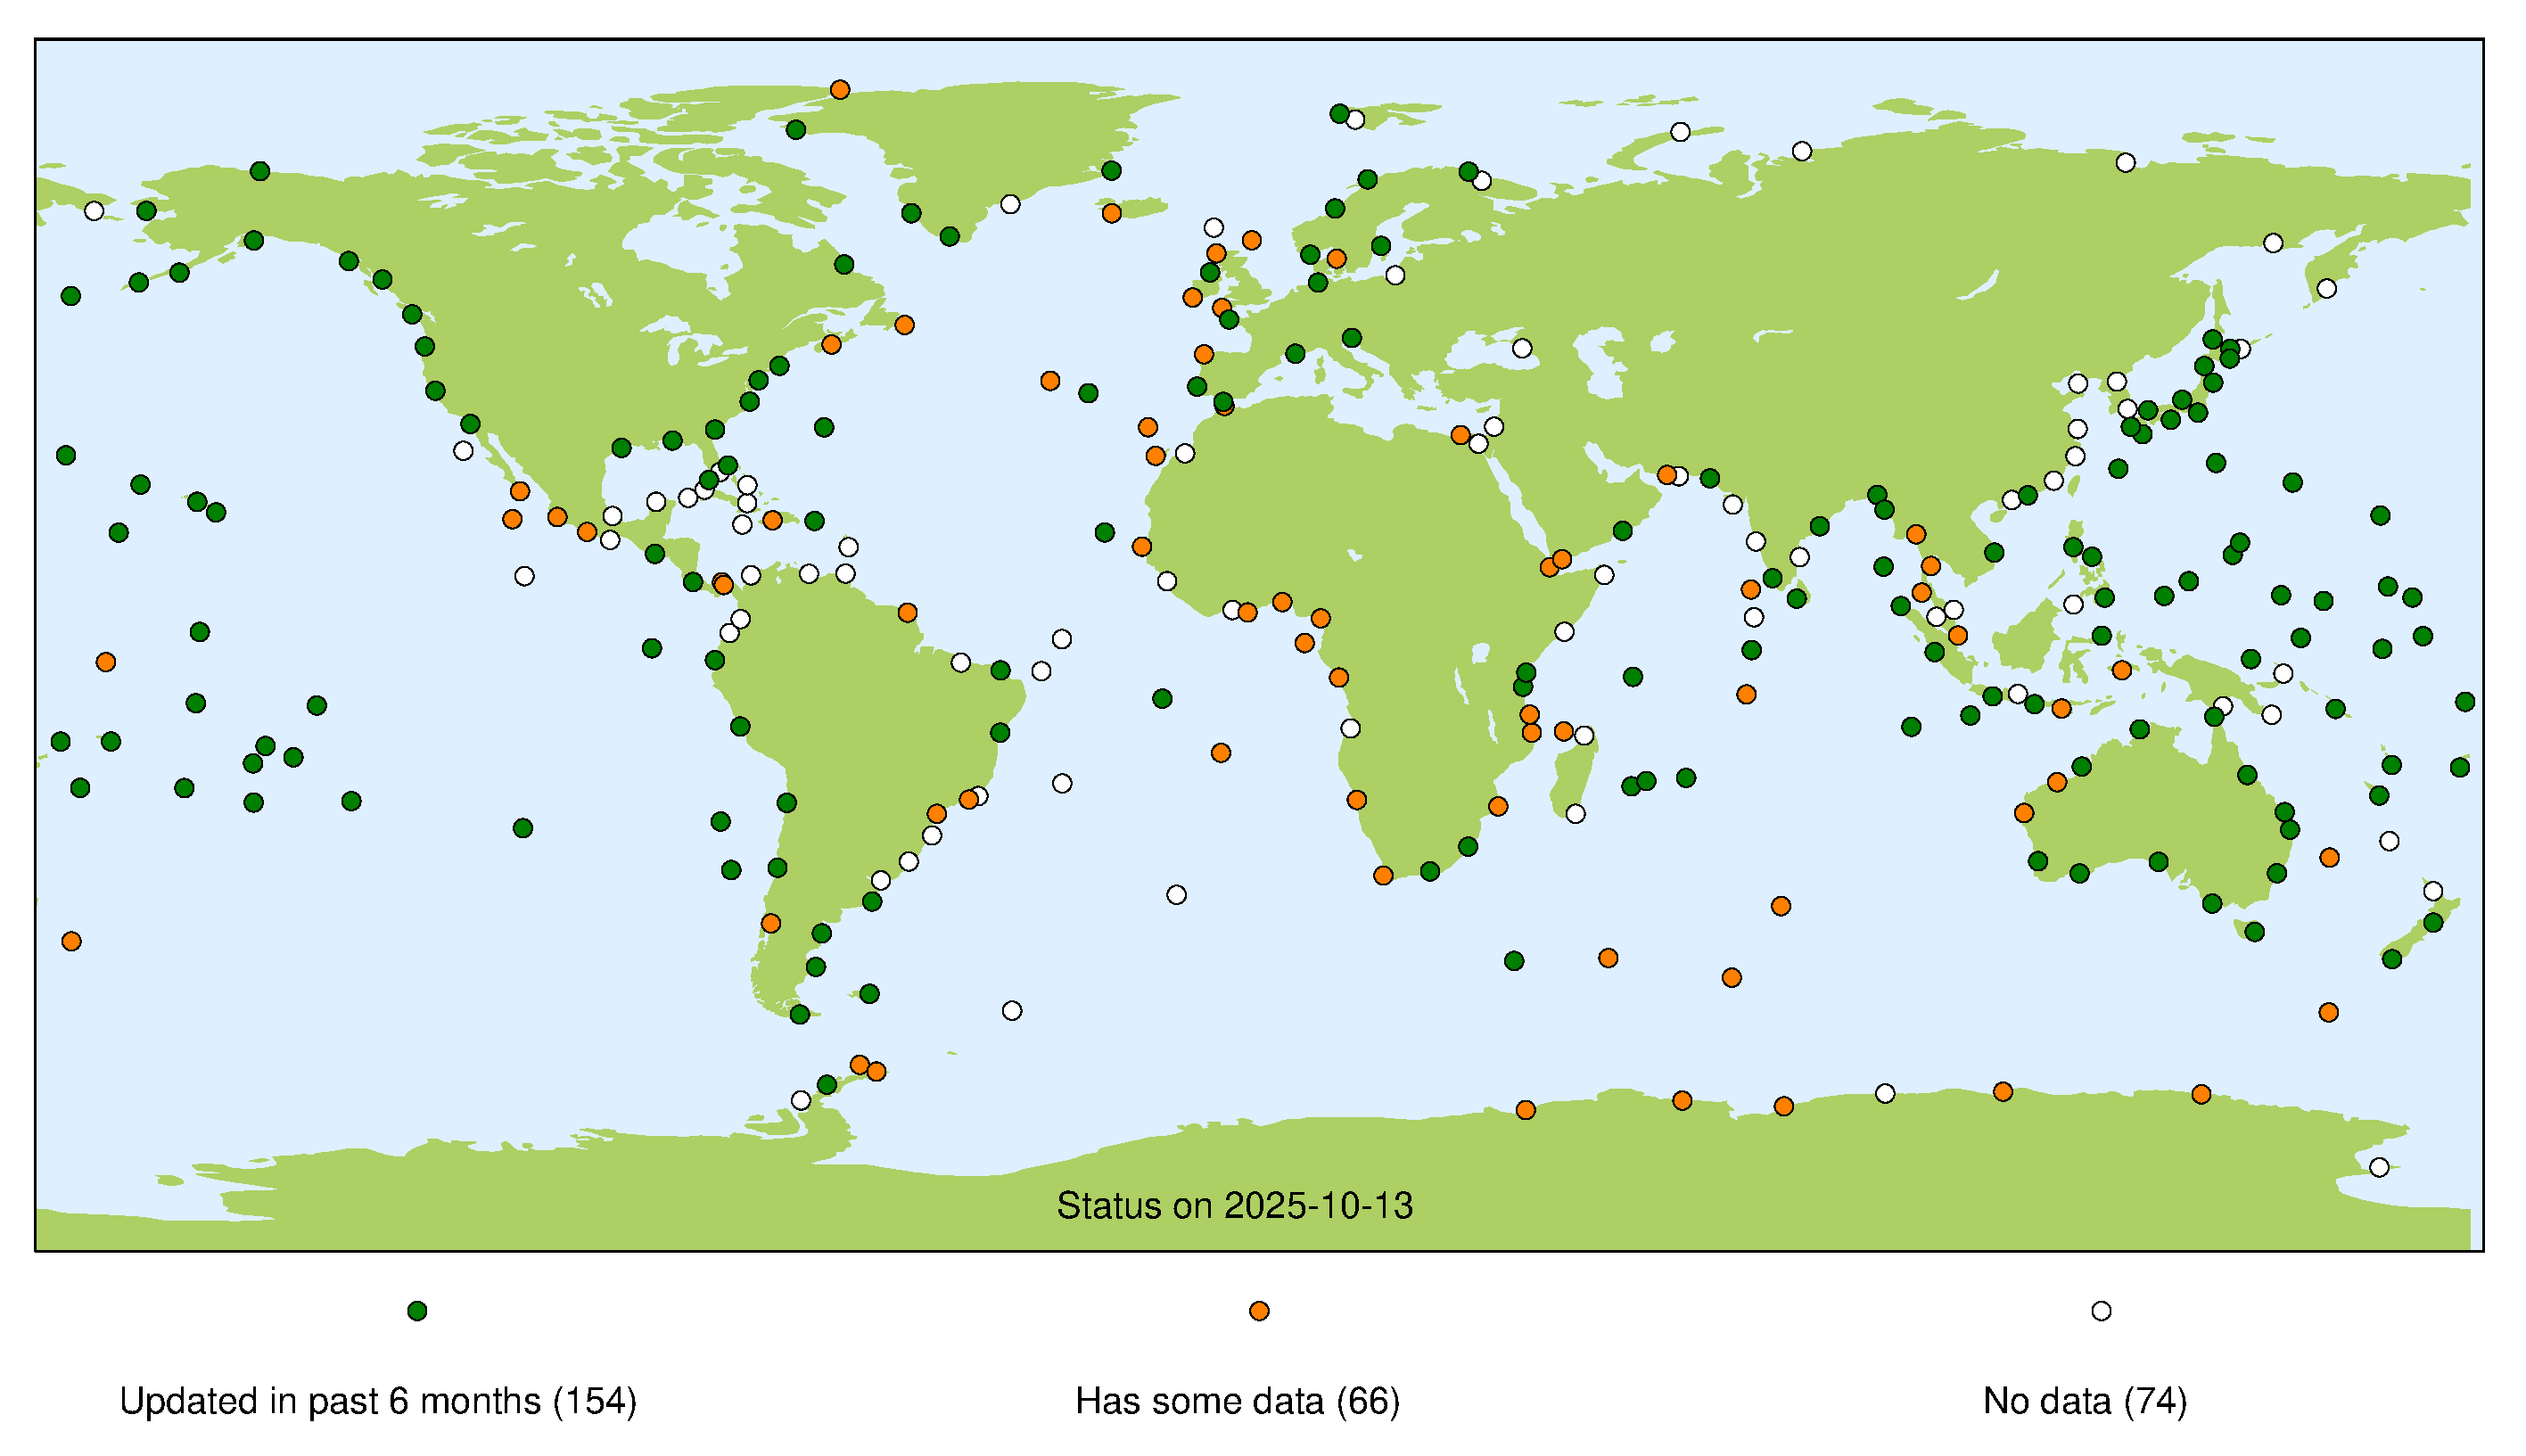 Status on 2025-10-13
Updated in past 6 months (154)
Has some data (66)
No data (74)